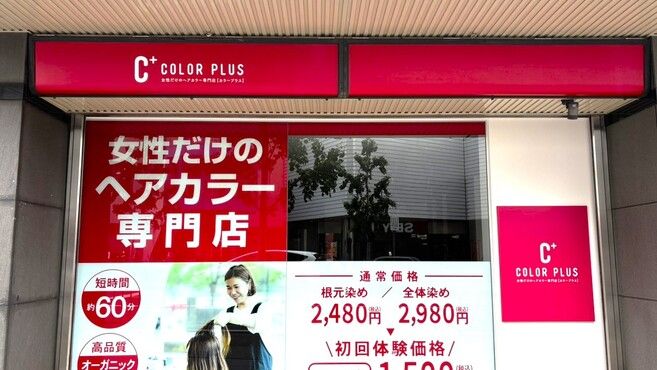 C+ COLOR PLUS
女性だけのヘアカラー専門店【カラープラス】
女性だけの
ヘアカラー
専門店
短時間
約60分
高品質
オーガニック
通常価格
根元染め／全体染め
2,480円(税込) 2,980円(税込)
\初回体験価格/
(税込)
C+
COLOR PLUS
女性だけのヘアカラー専門店【カラープラス】